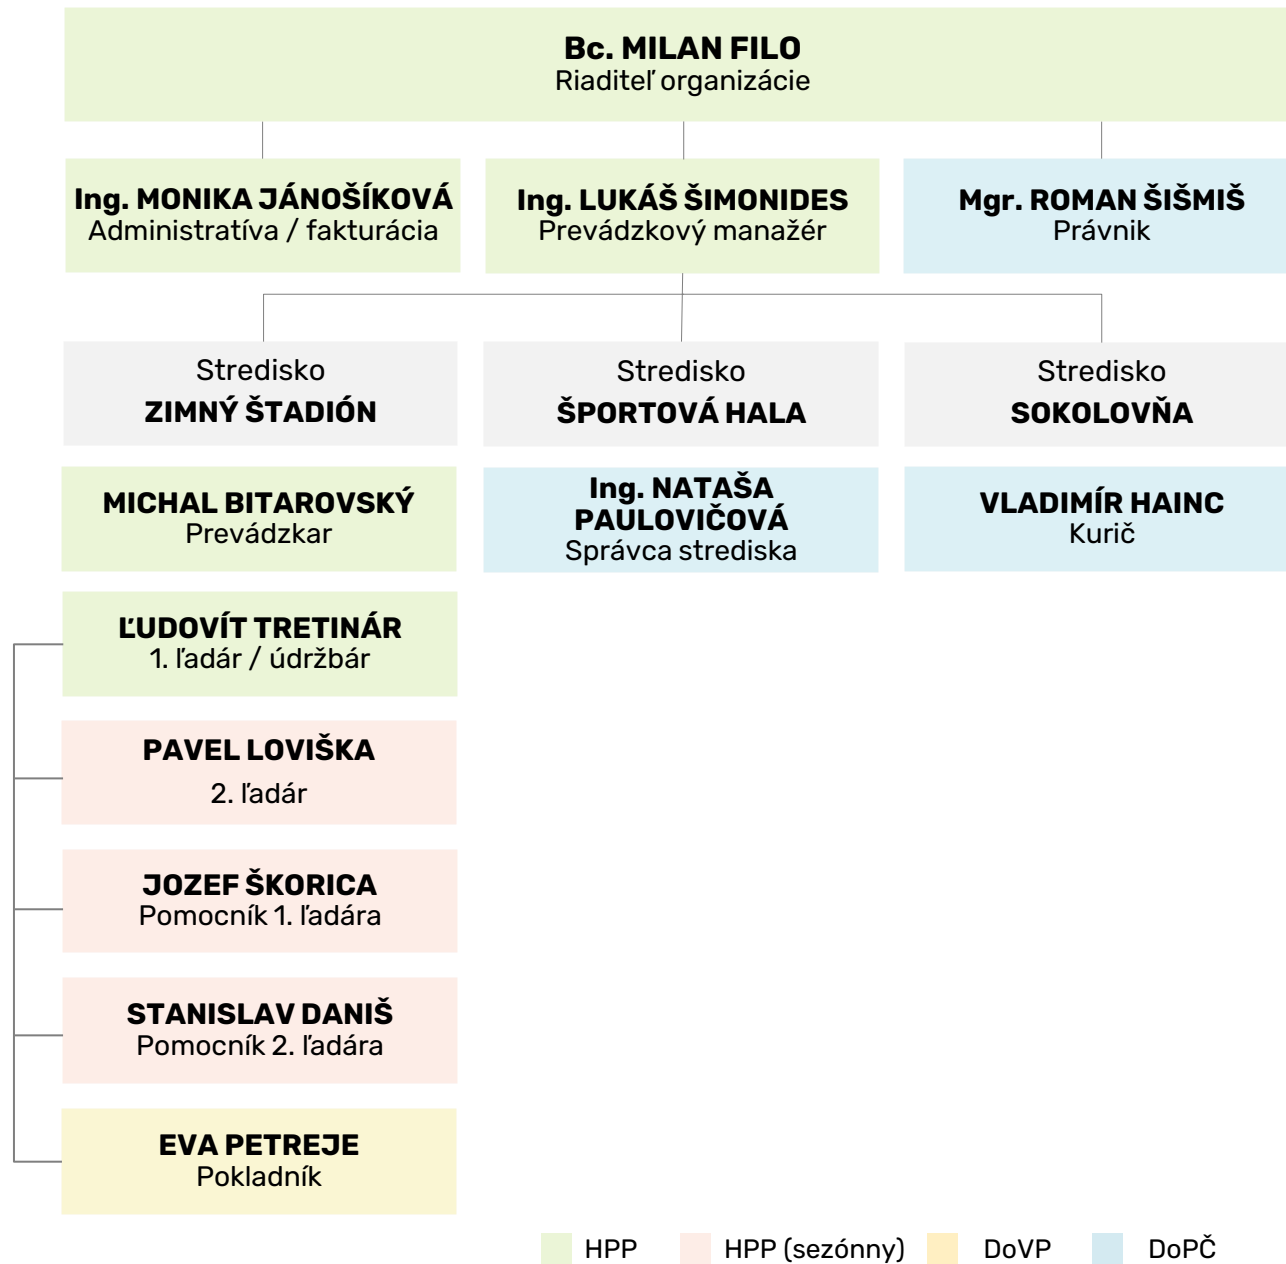 Bc. MILAN FILO
Riaditeľ organizácie
Ing. MONIKA JÁNOŠÍKOVÁ
Administratíva / fakturácia
Ing. LUKÁŠ ŠIMONIDES
Prevádzkový manažér
Mgr. ROMAN ŠIŠMIŠ
Právnik
Stredisko
ZIMNÝ ŠTADIÓN
Stredisko
ŠPORTOVÁ HALA
Stredisko
SOKOLOVŇA
MICHAL BITAROVSKÝ
Prevádzkar
Ing. NATAŠA
PAULOVIČOVÁ
Správca strediska
VLADIMÍR HAINC
Kurič
ĽUDOVÍT TRETINÁR
1. ľadár / údržbár
PAVEL LOVIŠKA
2. ľadár
JOZEF ŠKORICA
Pomocník 1. ľadára
STANISLAV DANIŠ
Pomocník 2. ľadára
EVA PETREJE
Pokladník
HPP
HPP (sezónny)
DoVP
DoPČ